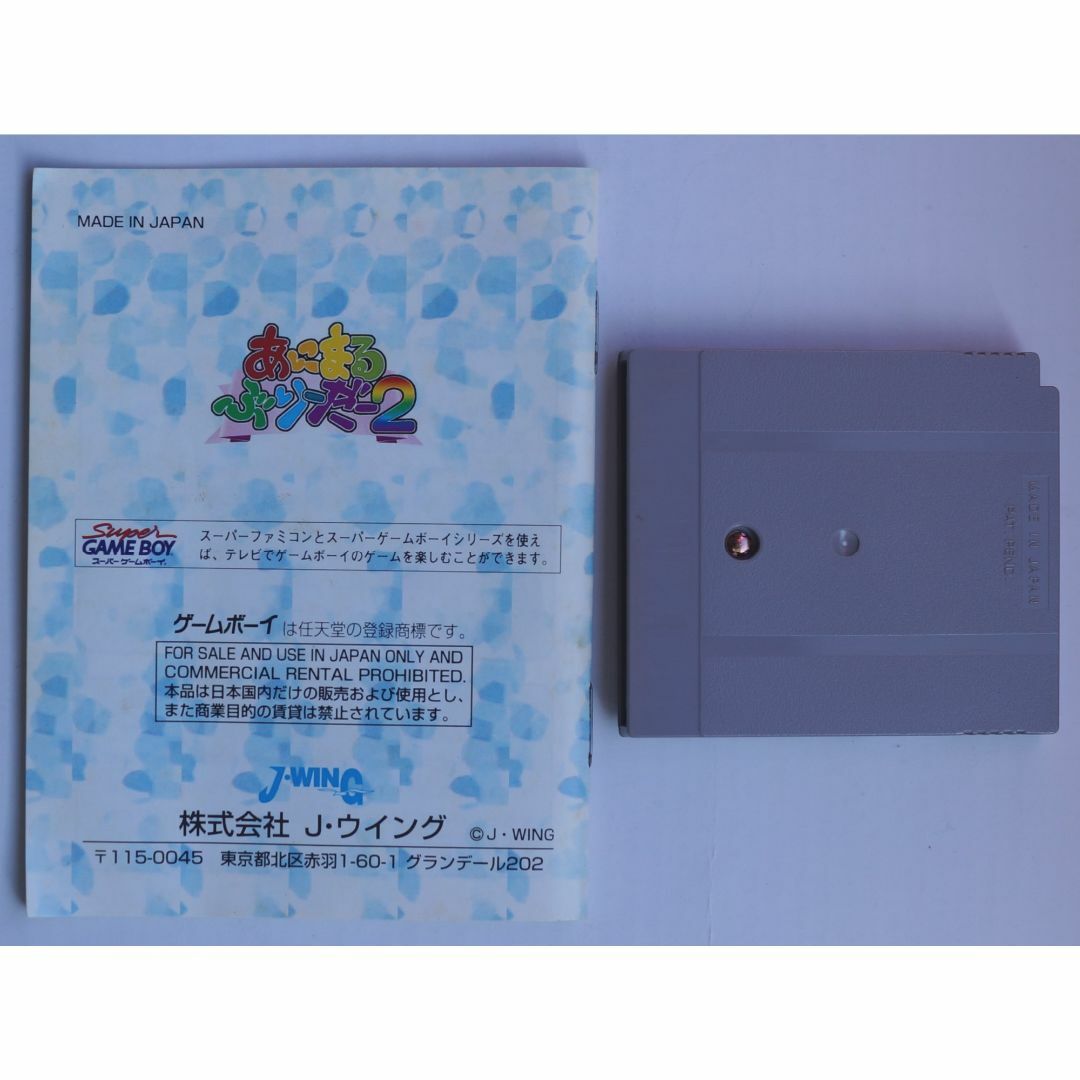 MADE IN JAPAN
あにまる
ぶりーだー2
Super
GAME BOY
スーパーゲームボーイ
スーパーファミコンとスーパーゲームボーイシリーズを使え
ば、テレビでゲームボーイのゲームを楽しむことができます。
ゲームボーイ は任天堂の登録商標です。
FOR SALE AND USE IN JAPAN ONLY AND
COMMERCIAL RENTAL PROHIBITED.
本品は日本国内だけの販売および使用とし、
また商業目的の賃貸は禁止されています。
J·WING
株式会社 J・ウイング ©J・WING
〒115-0045 東京都北区赤羽1-60-1 グランデール202
MADE IN JAPAN
PAT. PEND.